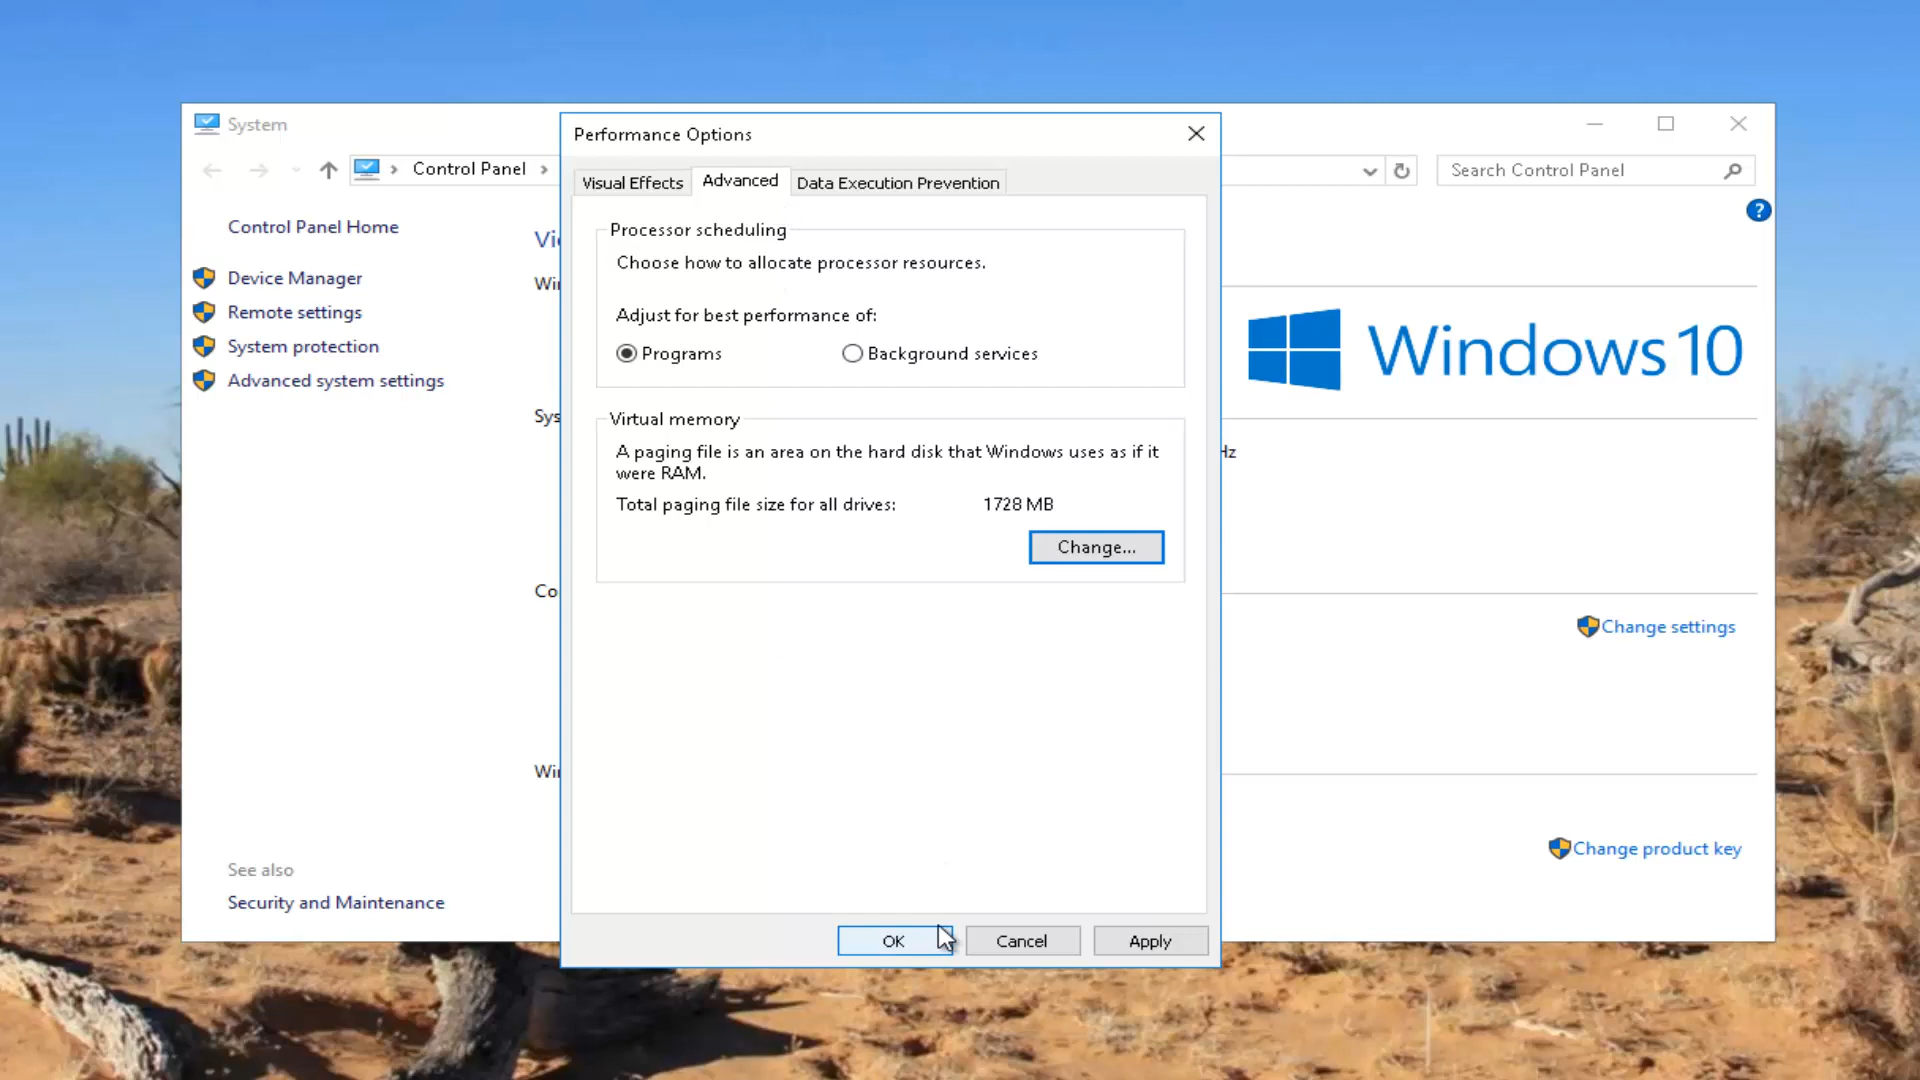 System
Control Panel
Search Control Panel
Control Panel Home
Device Manager
Remote settings
System protection
Advanced system settings
See also
Security and Maintenance
Performance Options
Visual Effects
Advanced
Data Execution Prevention
Processor scheduling
Choose how to allocate processor resources.
Adjust for best performance of:
Programs
Background services
Virtual memory
A paging file is an area on the hard disk that Windows uses as if it
were RAM.
Total paging file size for all drives: 1728 MB
Change...
OK
Cancel
Apply
?
Windows 10
Hz
Change settings
Change product key